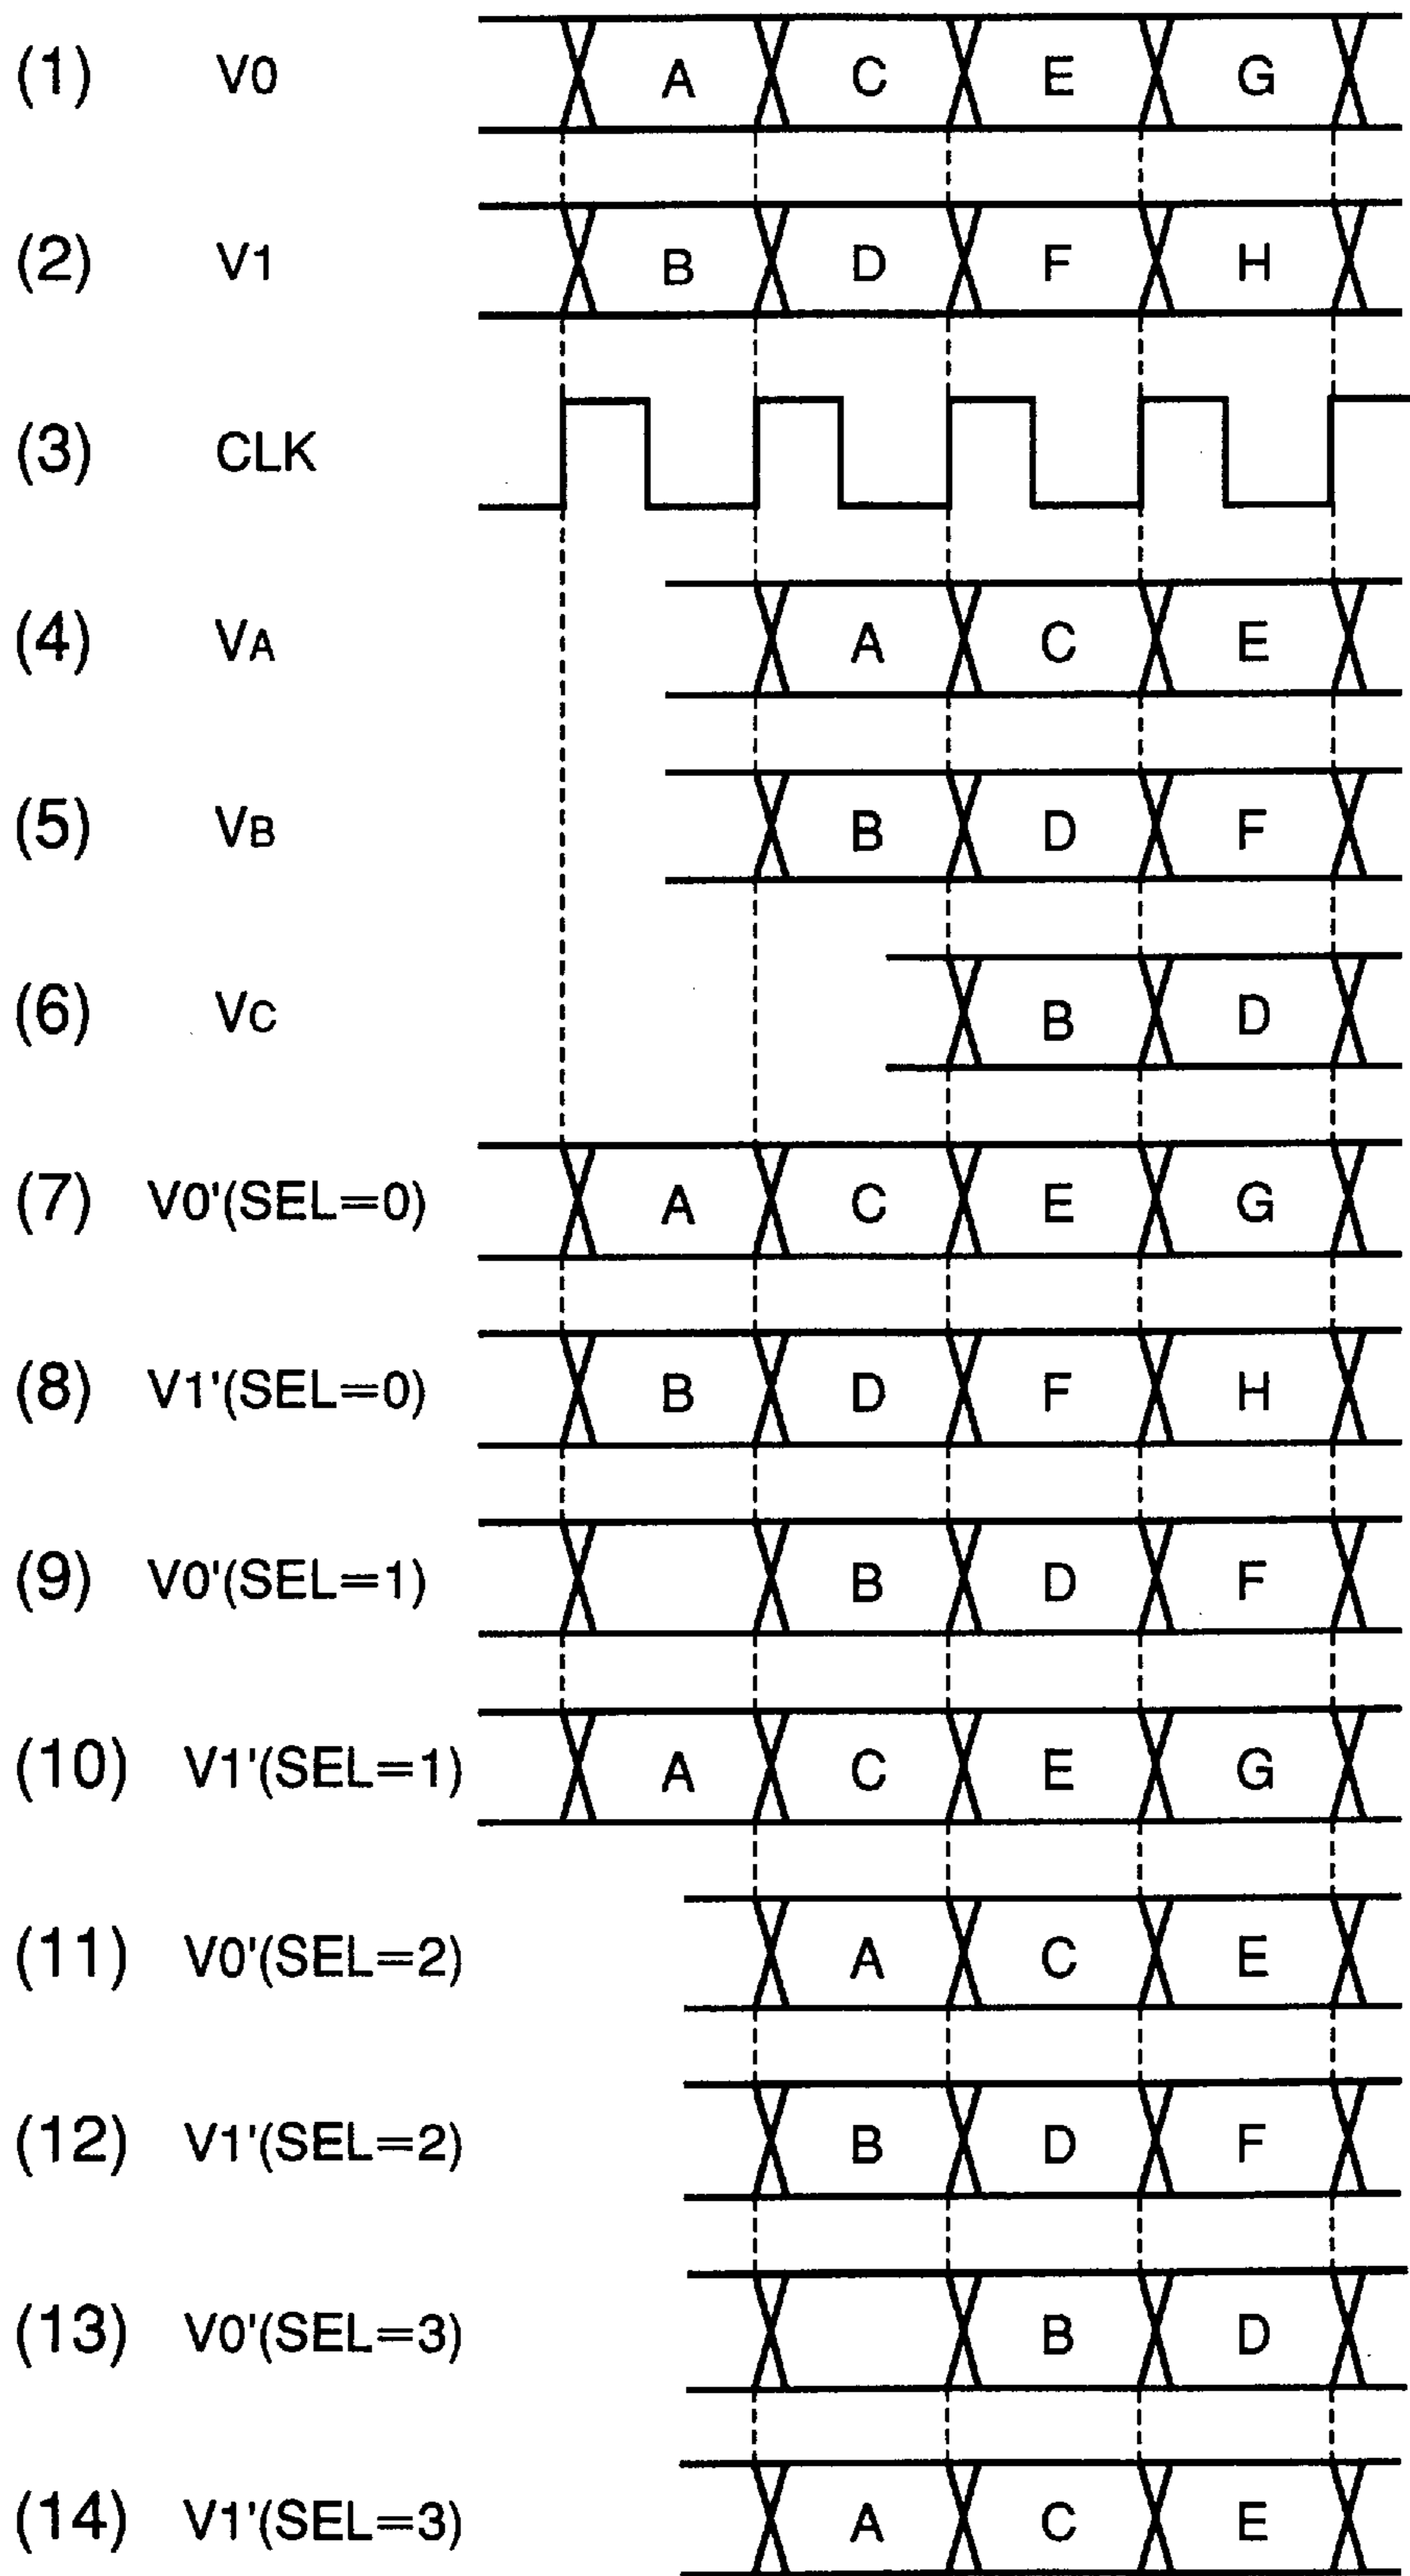 (1) V0 A C E G
(2) V1 B D F H
(3) CLK
(4) VA A C E
(5) VB B D F
(6) VC B D
(7) V0'(SEL=0) A C E G
(8) V1'(SEL=0) B D F H
(9) V0'(SEL=1) B D F
(10) V1'(SEL=1) A C E G
(11) V0'(SEL=2) A C E
(12) V1'(SEL=2) B D F
(13) V0'(SEL=3) B D
(14) V1'(SEL=3) A C E